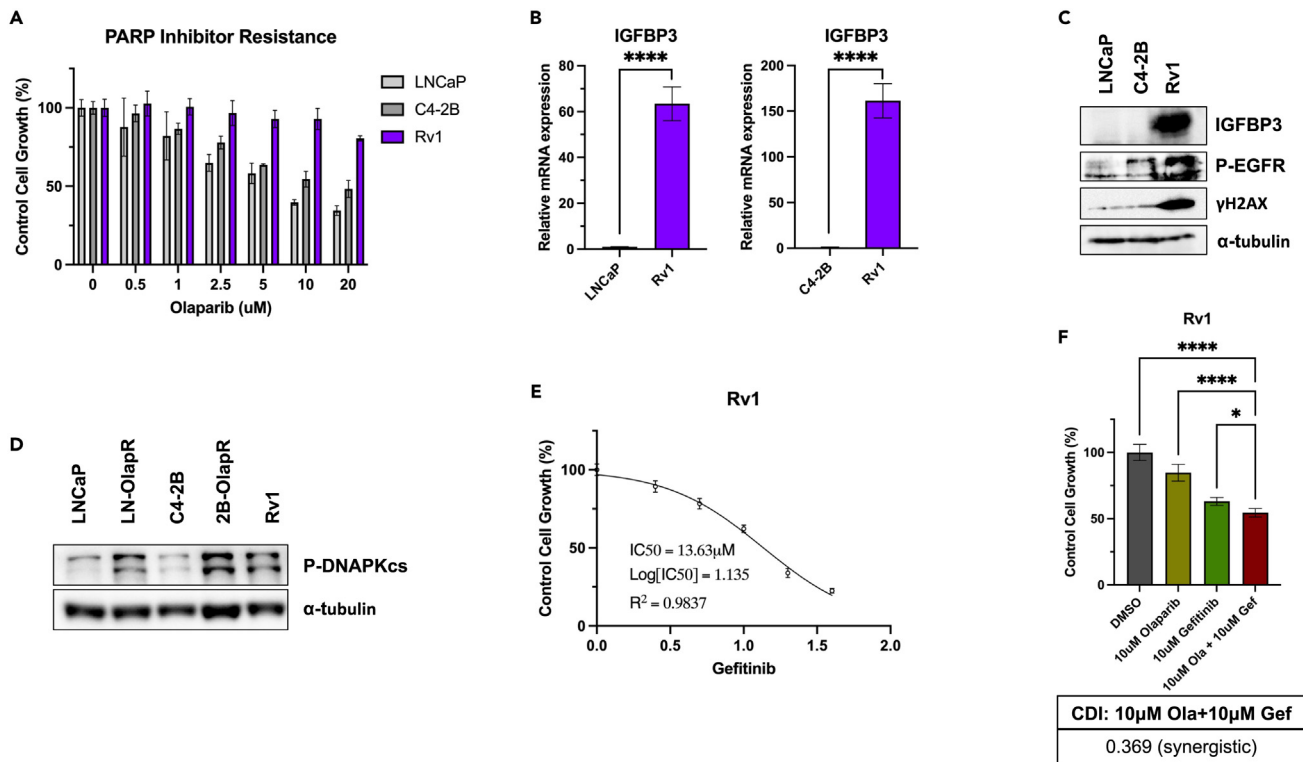 A
PARP Inhibitor Resistance
Control Cell Growth (%)
100
50
0
0 0.5 1 2.5 5 10 20
Olaparib (uM)
LNCaP
C4-2B
Rv1
B
IGFBP3
****
Relative mRNA expression
80
60
40
20
0
LNCaP
Rv1
IGFBP3
****
Relative mRNA expression
200
150
100
50
0
C4-2B
Rv1
C
LNCaP
C4-2B
Rv1
IGFBP3
P-EGFR
γH2AX
α-tubulin
D
LNCaP
LN-OlapR
C4-2B
2B-OlapR
Rv1
P-DNAPKcs
α-tubulin
E
Rv1
Control Cell Growth (%)
100
50
0
IC50 = 13.63μM
Log[IC50] = 1.135
R² = 0.9837
0.0 0.5 1.0 1.5 2.0
Gefitinib
F
Rv1
****
****
*
Control Cell Growth (%)
100
50
0
DMSO
10uM Olaparib
10uM Gefitinib
10uM Ola + 10uM Gef
CDI: 10μM Ola+10μM Gef
0.369 (synergistic)